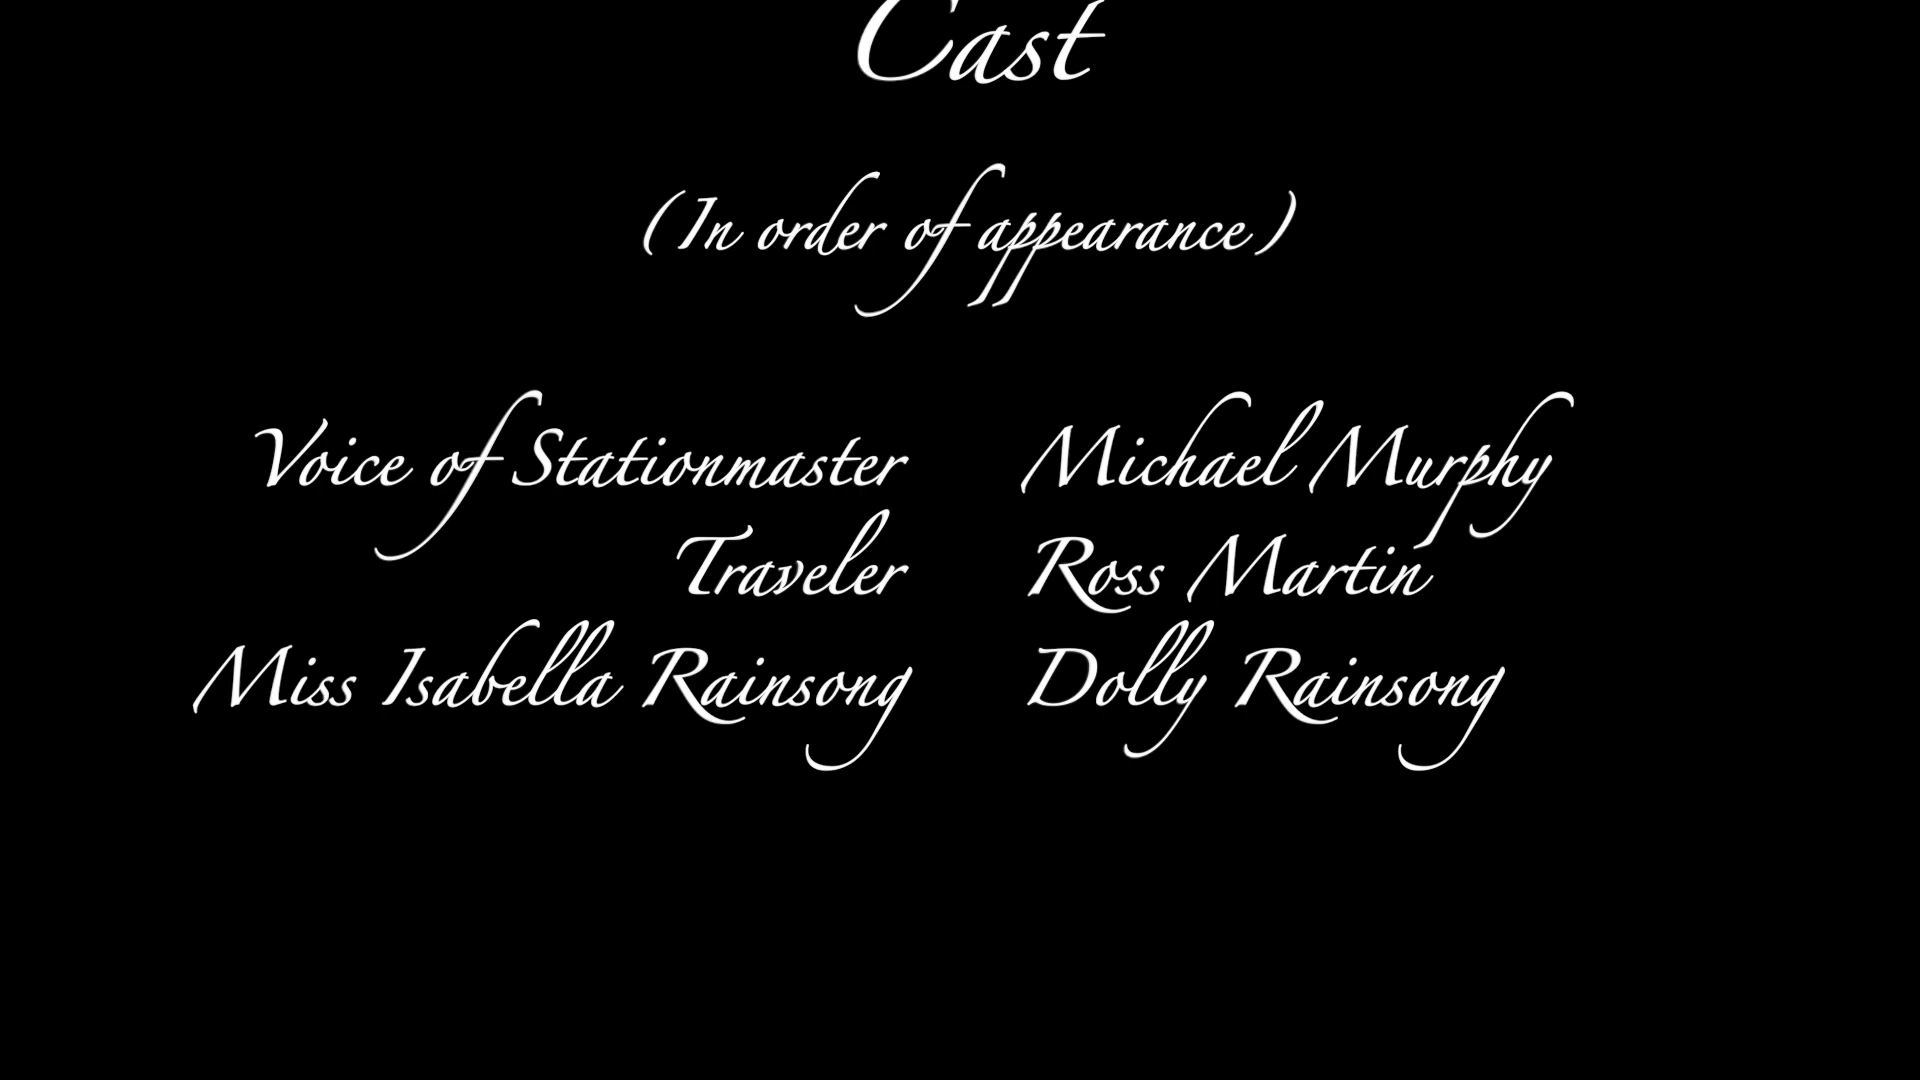 Cast
(In order of appearance)
Voice of Stationmaster Michael Murphy
Traveler Ross Martin
Miss Isabella Rainsong Dolly Rainsong